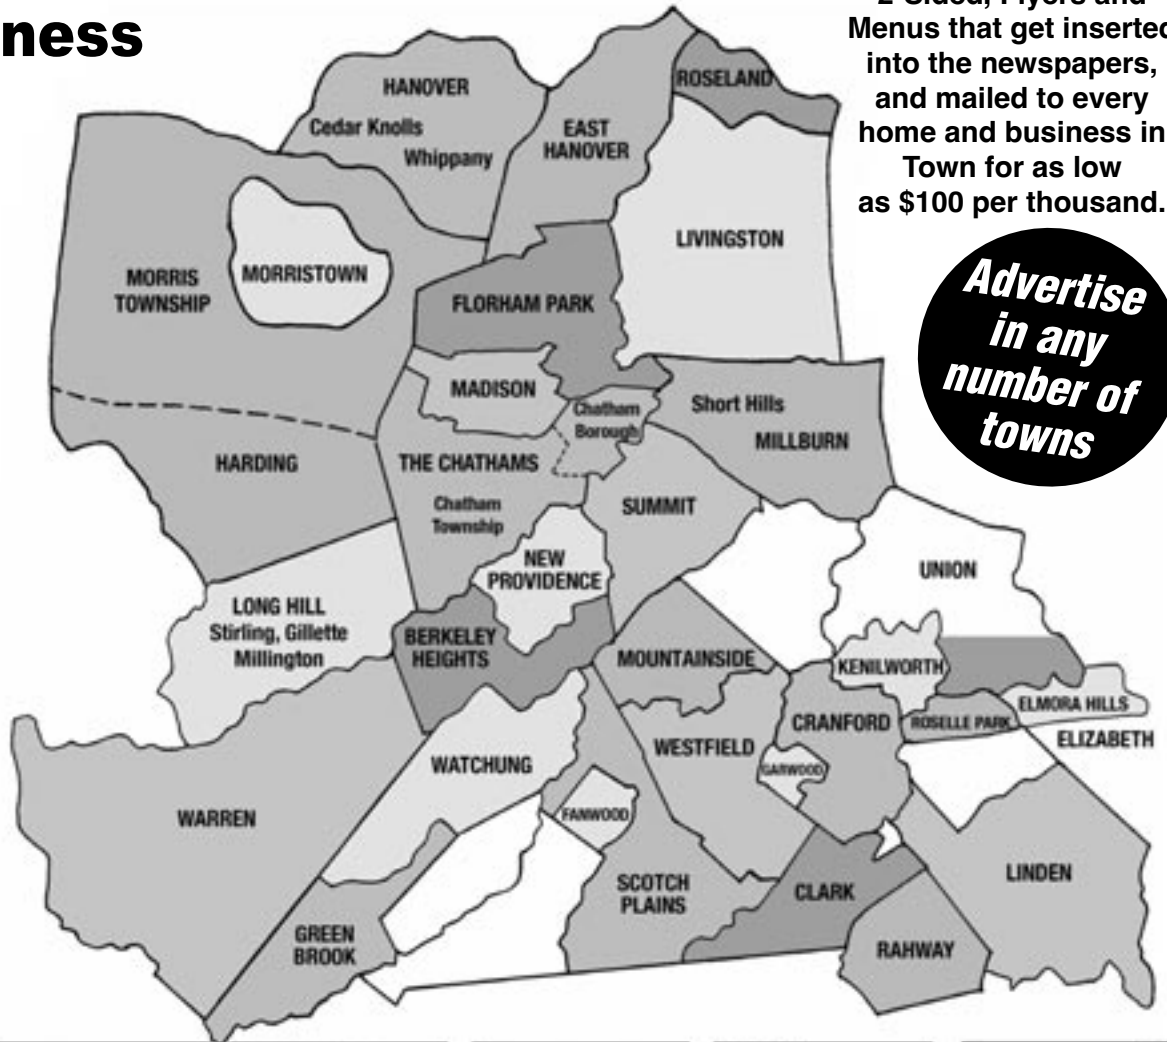 ness
2-Sided, Flyers and
Menus that get inserted
into the newspapers,
and mailed to every
home and business in
Town for as low
as $100 per thousand.
Advertise
in any
number of
towns
HANOVER
Cedar Knolls
Whippany
EAST
HANOVER
ROSELAND
LIVINGSTON
MORRIS
TOWNSHIP
MORRISTOWN
FLORHAM PARK
MADISON
Chatham
Borough
Short Hills
MILLBURN
HARDING
THE CHATHAMS
Chatham
Township
SUMMIT
NEW
PROVIDENCE
UNION
LONG HILL
Stirling, Gillette
Millington
BERKELEY
HEIGHTS
MOUNTAINSIDE
KENILWORTH
ELMORA HILLS
ROSELLE PARK
CRANFORD
ELIZABETH
WESTFIELD
GARWOOD
WATCHUNG
WARREN
FANWOOD
SCOTCH
PLAINS
CLARK
LINDEN
GREEN
BROOK
RAHWAY